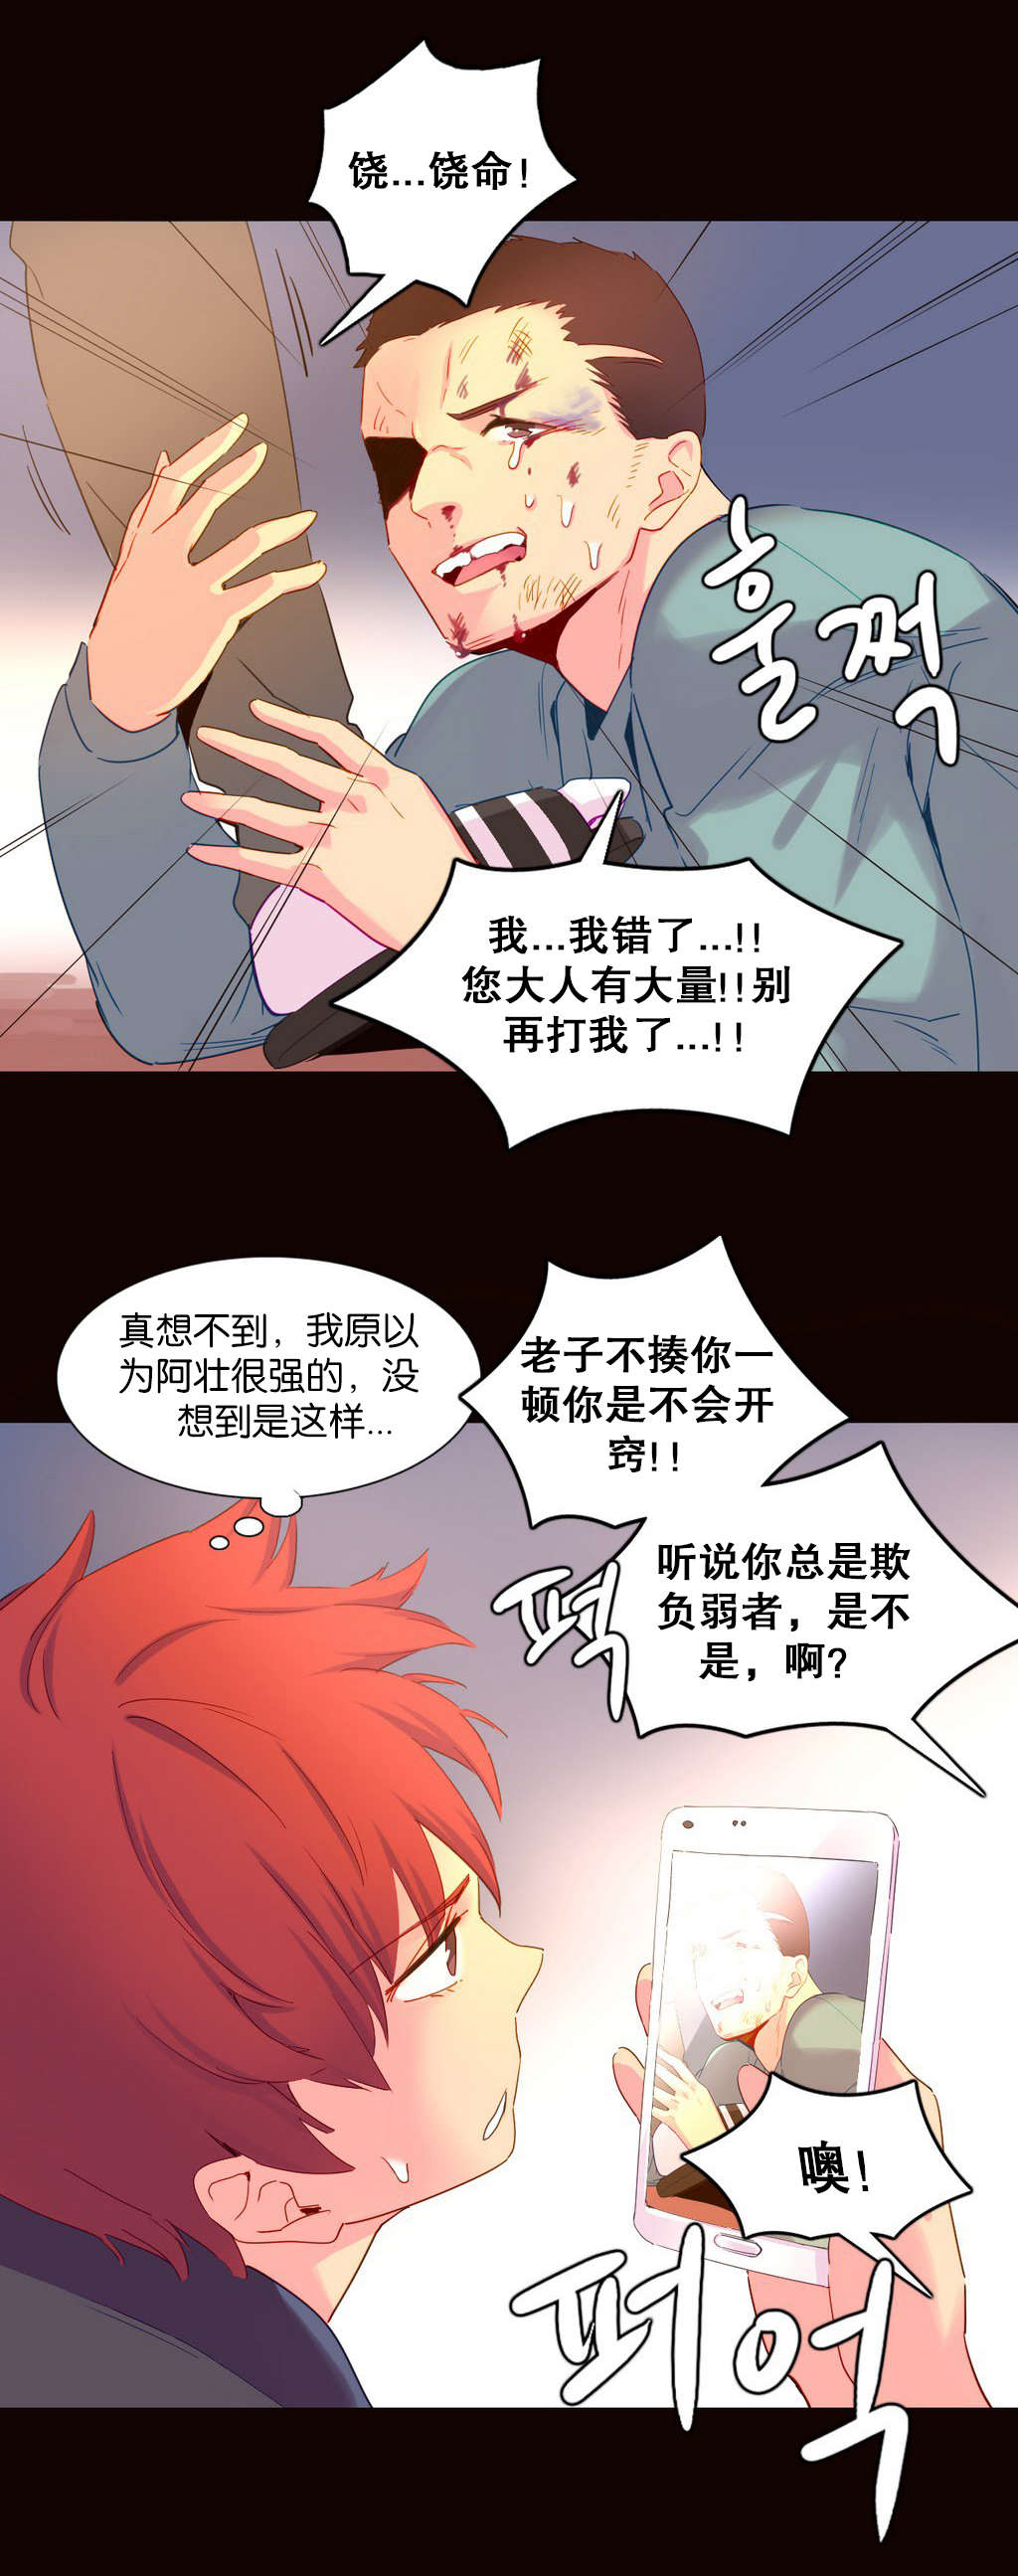 饶...饶命!
훌쩍
我...我错了...!!
您大人有大量!!别
再打我了...!!
真想不到，我原以
为阿壮很强的，没
想到是这样...
老子不揍你一
顿你是不会开
窍!!
听说你总是欺
负弱者，是不
是，啊?
퍽
噢!
퍼억